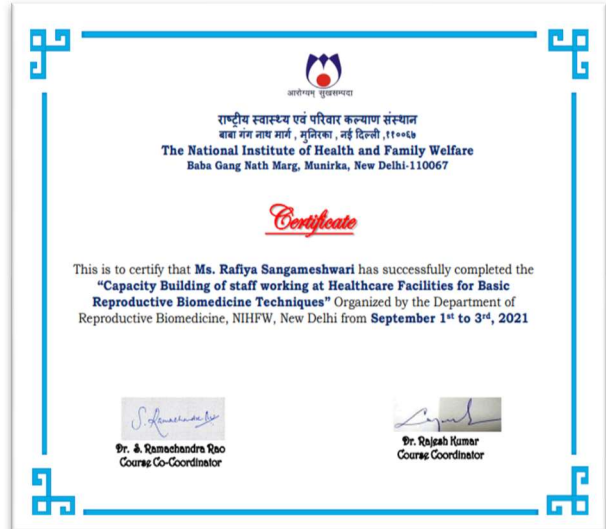 आरोग्यम् सुखसम्पदा
राष्ट्रीय स्वास्थ्य एवं परिवार कल्याण संस्थान
बाबा गंग नाथ मार्ग , मुनिरका , नई दिल्ली ,११००६७
The National Institute of Health and Family Welfare
Baba Gang Nath Marg, Munirka, New Delhi-110067
Certificate
This is to certify that Ms. Rafiya Sangameshwari has successfully completed the
“Capacity Building of staff working at Healthcare Facilities for Basic
Reproductive Biomedicine Techniques” Organized by the Department of
Reproductive Biomedicine, NIHFW, New Delhi from September 1st to 3rd, 2021
Dr. S. Ramachandra Rao
Course Co-Coordinator
Dr. Rajesh Kumar
Course Coordinator